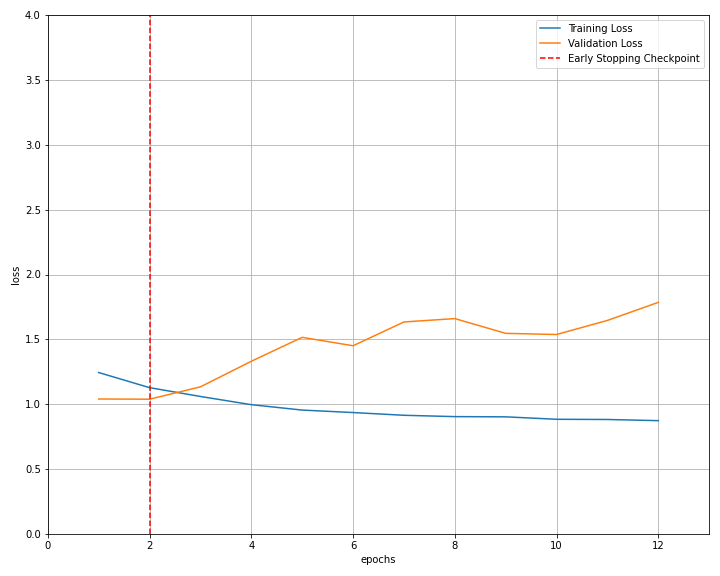 4.0
3.5
3.0
2.5
2.0
1.5
1.0
0.5
0.0
loss
0 2 4 6 8 10 12
epochs
Training Loss
Validation Loss
Early Stopping Checkpoint